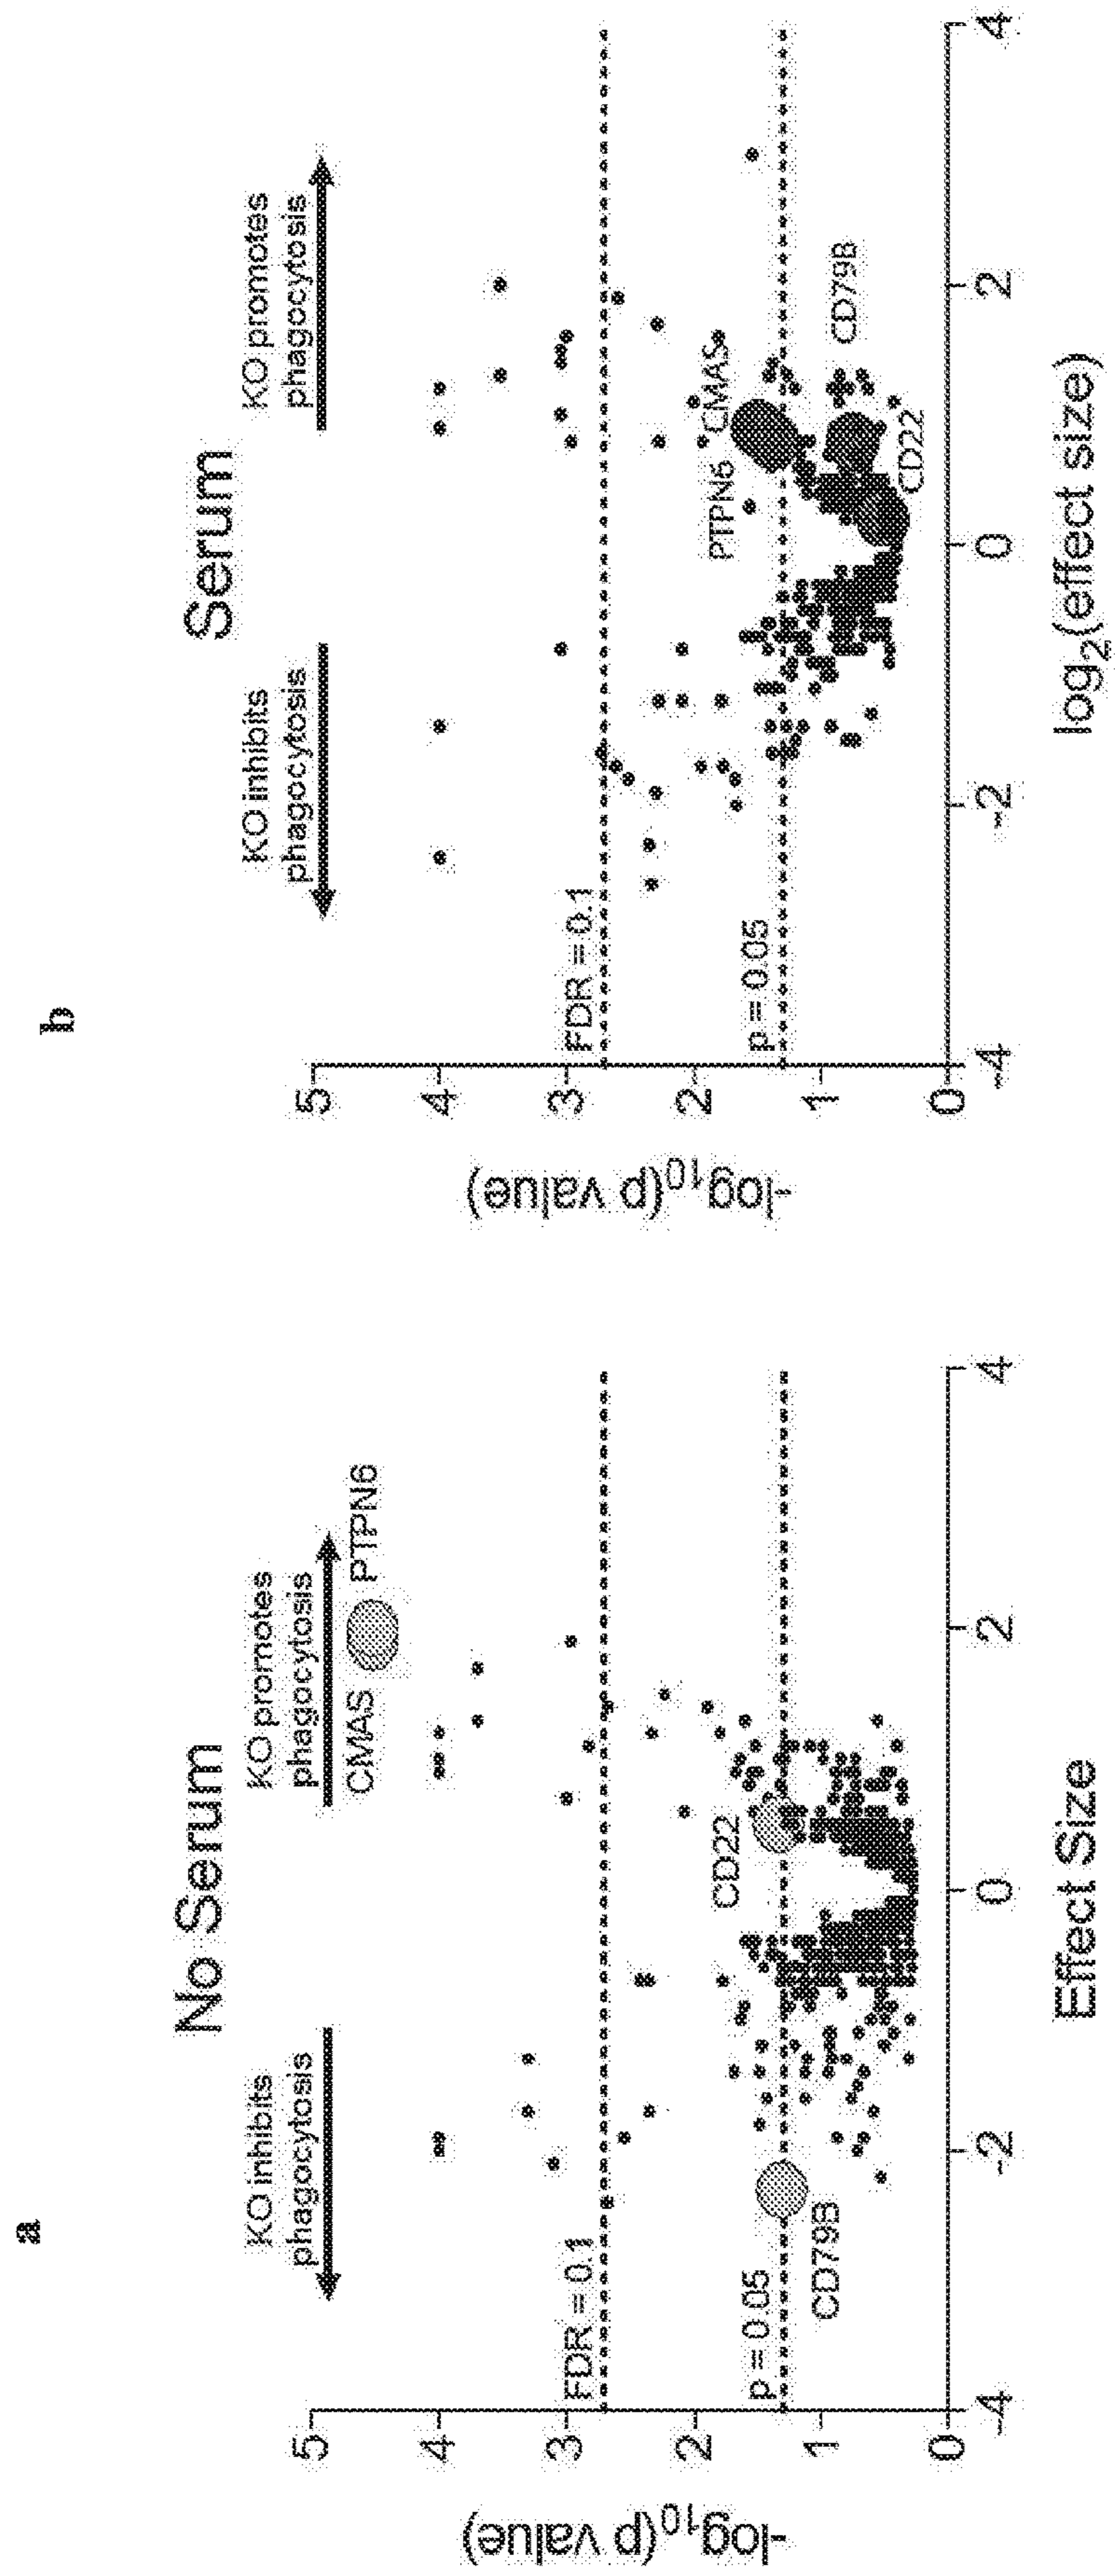 a
No Serum
KO inhibits
phagocytosis
KO promotes
phagocytosis
CMAS
PTPN6
FDR = 0.1
CD22
p = 0.05
CD79B
5
4
3
2
1
0
-log10(p value)
-4
-2
0
2
4
Effect Size
b
Serum
KO inhibits
phagocytosis
KO promotes
phagocytosis
FDR = 0.1
PTPN6
CMAS
p = 0.05
CD79B
CD22
5
4
3
2
1
0
-log10(p value)
-4
-2
0
2
4
log2(effect size)